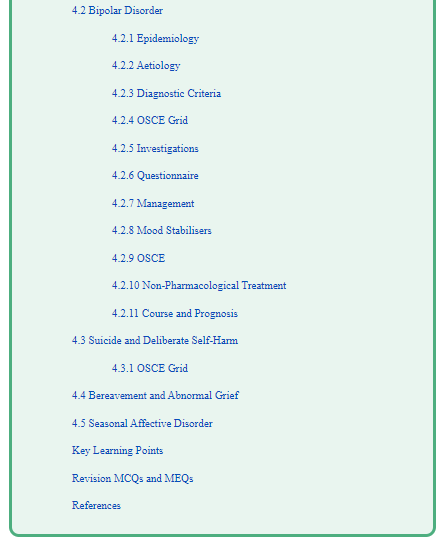 4.2 Bipolar Disorder
4.2.1 Epidemiology
4.2.2 Aetiology
4.2.3 Diagnostic Criteria
4.2.4 OSCE Grid
4.2.5 Investigations
4.2.6 Questionnaire
4.2.7 Management
4.2.8 Mood Stabilisers
4.2.9 OSCE
4.2.10 Non-Pharmacological Treatment
4.2.11 Course and Prognosis
4.3 Suicide and Deliberate Self-Harm
4.3.1 OSCE Grid
4.4 Bereavement and Abnormal Grief
4.5 Seasonal Affective Disorder
Key Learning Points
Revision MCQs and MEQs
References